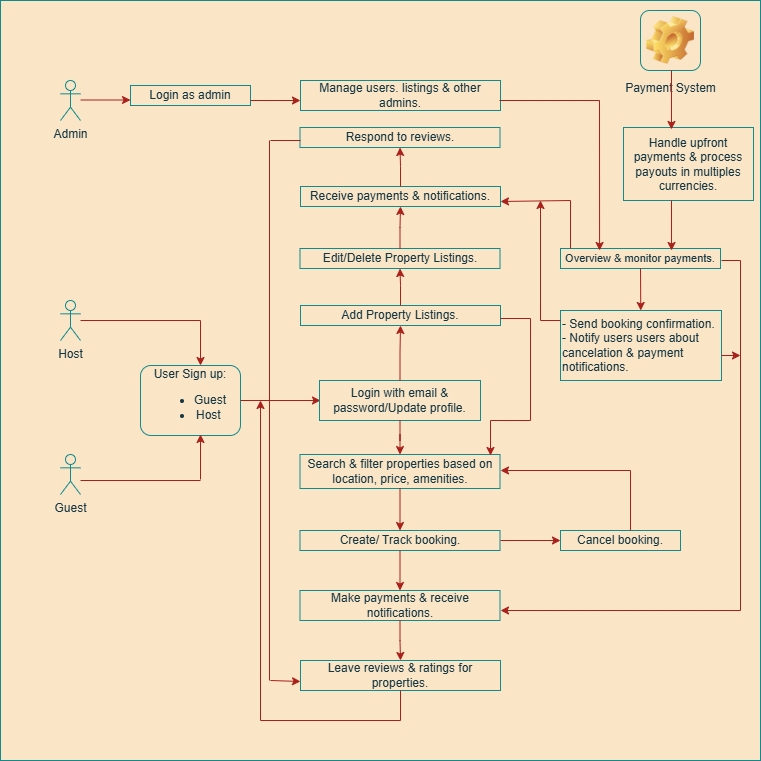 Payment System
Login as admin
Manage users. listings & other
admins.
Admin
Respond to reviews.
Handle upfront
payments & process
payouts in multiples
currencies.
Receive payments & notifications.
Edit/Delete Property Listings.
Overview & monitor payments.
Add Property Listings.
- Send booking confirmation.
- Notify users users about
cancelation & payment
notifications.
Host
User Sign up:
• Guest
• Host
Login with email &
password/Update profile.
Search & filter properties based on
location, price, amenities.
Guest
Create/ Track booking.
Cancel booking.
Make payments & receive
notifications.
Leave reviews & ratings for
properties.